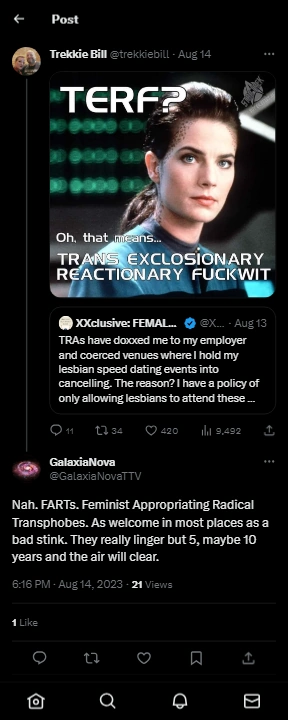 Post
Trekkie Bill @trekkiebill · Aug 14
TERF?
Oh, that means...
TRANS EXCLOSIONARY
REACTIONARY FUCKWIT
XXclusive: FEMAL... @X... · Aug 13
TRAs have doxxed me to my employer
and coerced venues where I hold my
lesbian speed dating events into
cancelling. The reason? I have a policy of
only allowing lesbians to attend these ...
11 34 420 9,492
GalaxiaNova
@GalaxiaNovaTTV
Nah. FARTs. Feminist Appropriating Radical
Transphobes. As welcome in most places as a
bad stink. They really linger but 5, maybe 10
years and the air will clear.
6:16 PM · Aug 14, 2023 · 21 Views
1 Like